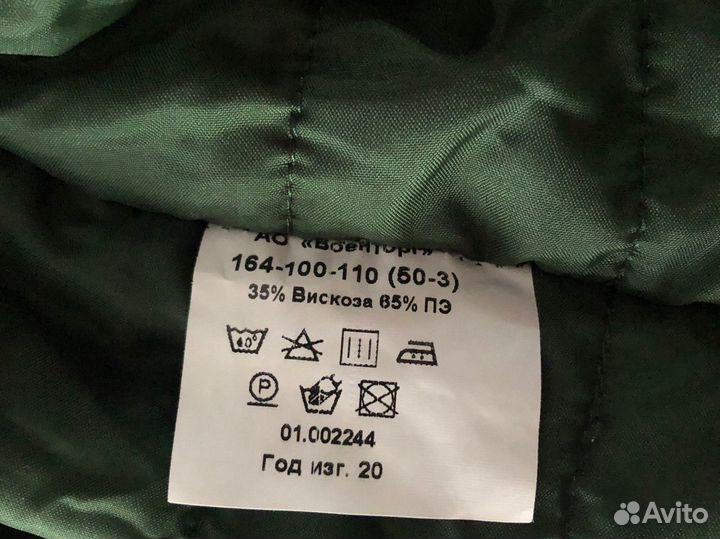 АО «Военторг»
164-100-110 (50-3)
35% Вискоза 65% ПЭ
40
P
01.002244
Год изг. 20
Avito